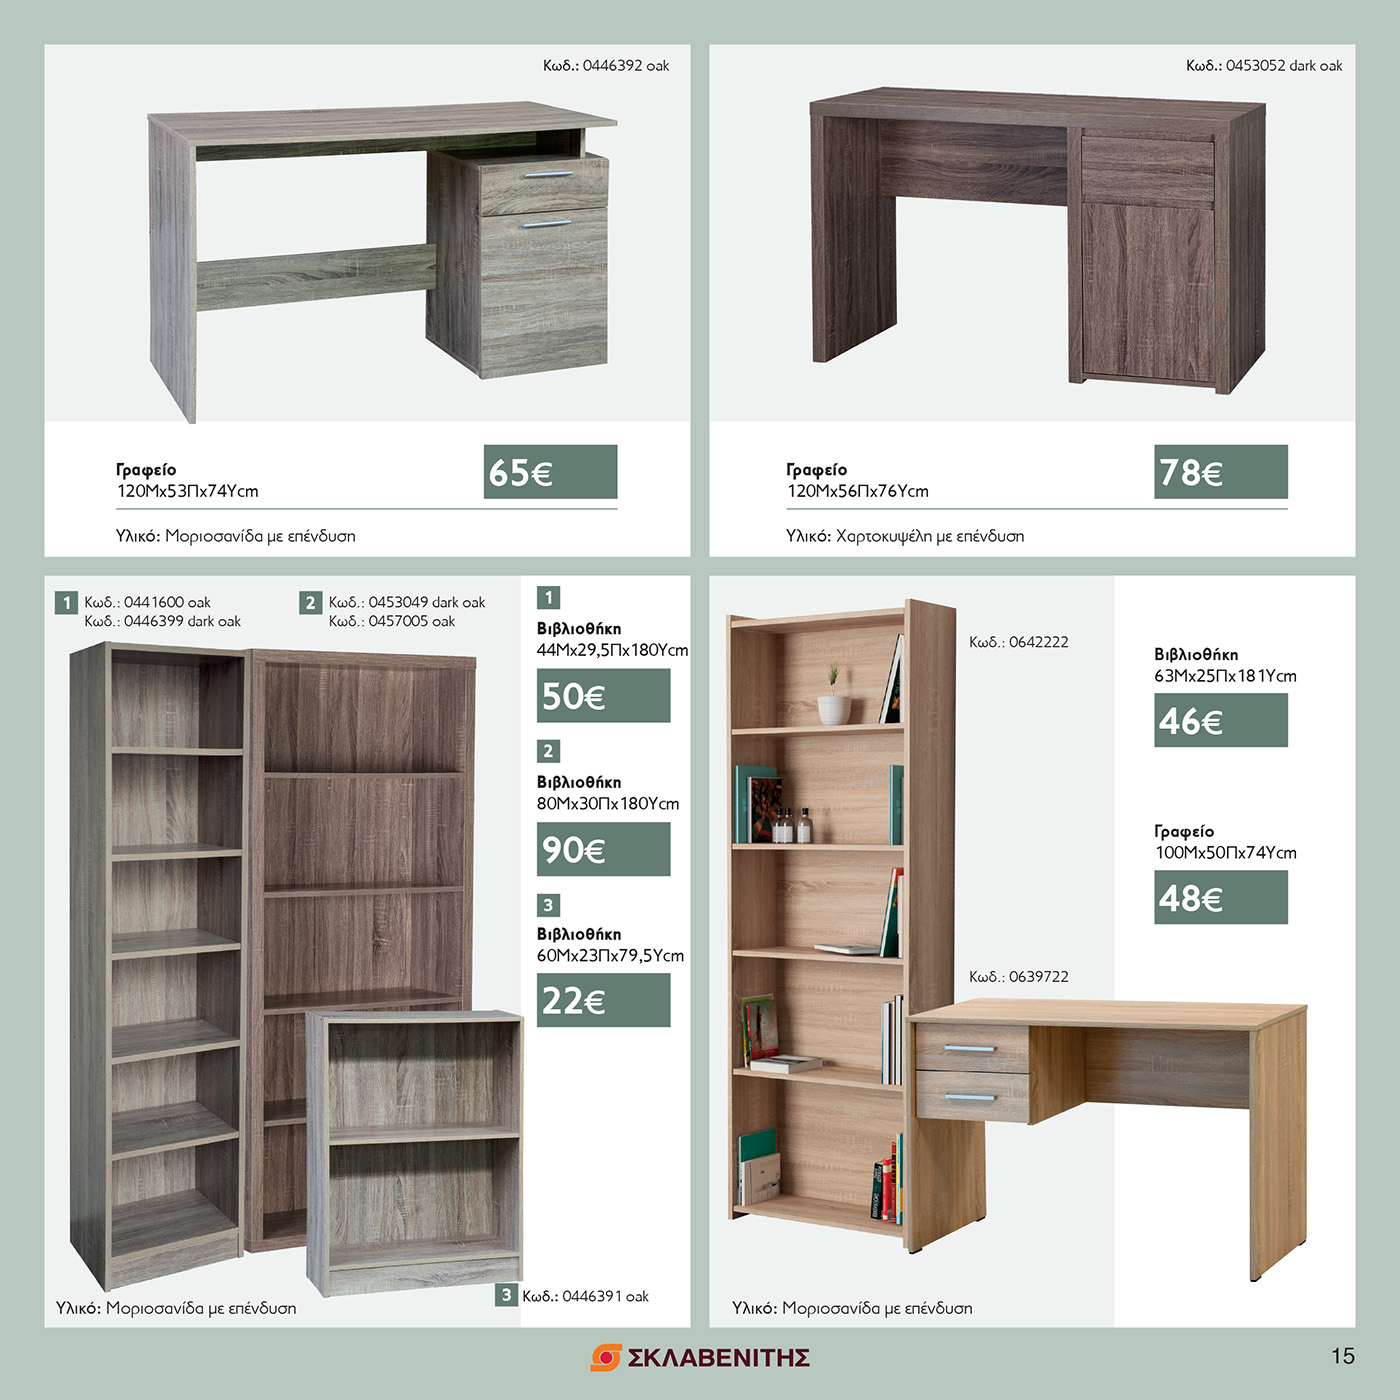 Κωδ.: 0446392 oak
Γραφείο
120Μx53Πx74Υcm
65€
Υλικό: Μοριοσανίδα με επένδυση
Κωδ.: 0453052 dark oak
Γραφείο
120Μx56Πx76Υcm
78€
Υλικό: Χαρτοκυψέλη με επένδυση
1 Κωδ.: 0441600 oak
Κωδ.: 0446399 dark oak
2 Κωδ.: 0453049 dark oak
Κωδ.: 0457005 oak
1
Βιβλιοθήκη
44Μx29,5Πx180Υcm
50€
2
Βιβλιοθήκη
80Μx30Πx180Υcm
90€
3
Βιβλιοθήκη
60Μx23Πx79,5Υcm
22€
3 Κωδ.: 0446391 oak
Υλικό: Μοριοσανίδα με επένδυση
Κωδ.: 0642222
Βιβλιοθήκη
63Μx25Πx181Υcm
46€
Γραφείο
100Μx50Πx74Υcm
48€
Κωδ.: 0639722
Υλικό: Μοριοσανίδα με επένδυση
ΣΚΛΑΒΕΝΙΤΗΣ
15